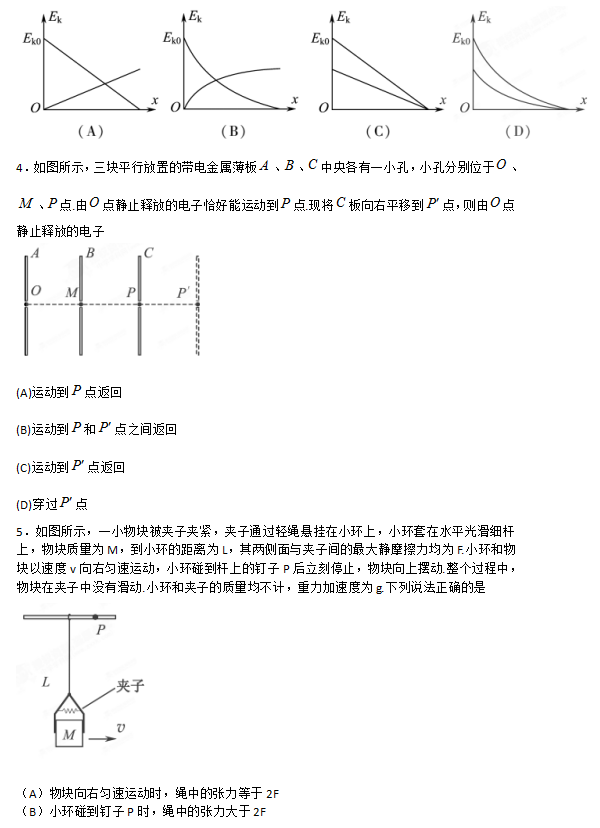 E_k E_k0 O x
E_k E_k0 O x
E_k E_k0 O x
E_k E_k0 O x
（A） （B） （C） （D）
4．如图所示,三块平行放置的带电金属薄板A、B、C中央各有一小孔,小孔分别位于O、
M、P点.由O点静止释放的电子恰好能运动到P点.现将C板向右平移到P′点,则由O点
静止释放的电子
A B C
O M P P'
(A)运动到P点返回
(B)运动到P和P′点之间返回
(C)运动到P′点返回
(D)穿过P′点
5．如图所示，一小物块被夹子夹紧，夹子通过轻绳悬挂在小环上，小环套在水平光滑细杆
上，物块质量为M，到小环的距离为L，其两侧面与夹子间的最大静摩擦力均为F.小环和物
块以速度v向右匀速运动，小环碰到杆上的钉子P后立刻停止，物块向上摆动.整个过程中，
物块在夹子中没有滑动.小环和夹子的质量均不计，重力加速度为g.下列说法正确的是
P
L
夹子
M
v
（A）物块向右匀速运动时，绳中的张力等于2F
（B）小环碰到钉子P时，绳中的张力大于2F